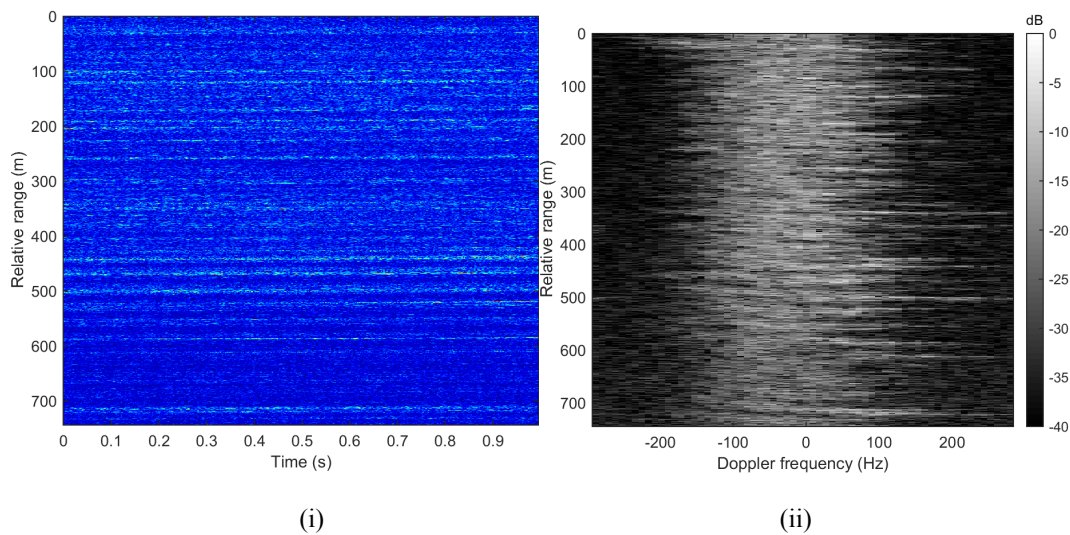 0
100
200
300
400
500
600
700
Relative range (m)
0 0.1 0.2 0.3 0.4 0.5 0.6 0.7 0.8 0.9
Time (s)
(i)
0
100
200
300
400
500
600
700
Relative range (m)
-200 -100 0 100 200
Doppler frequency (Hz)
dB
0
-5
-10
-15
-20
-25
-30
-35
-40
(ii)